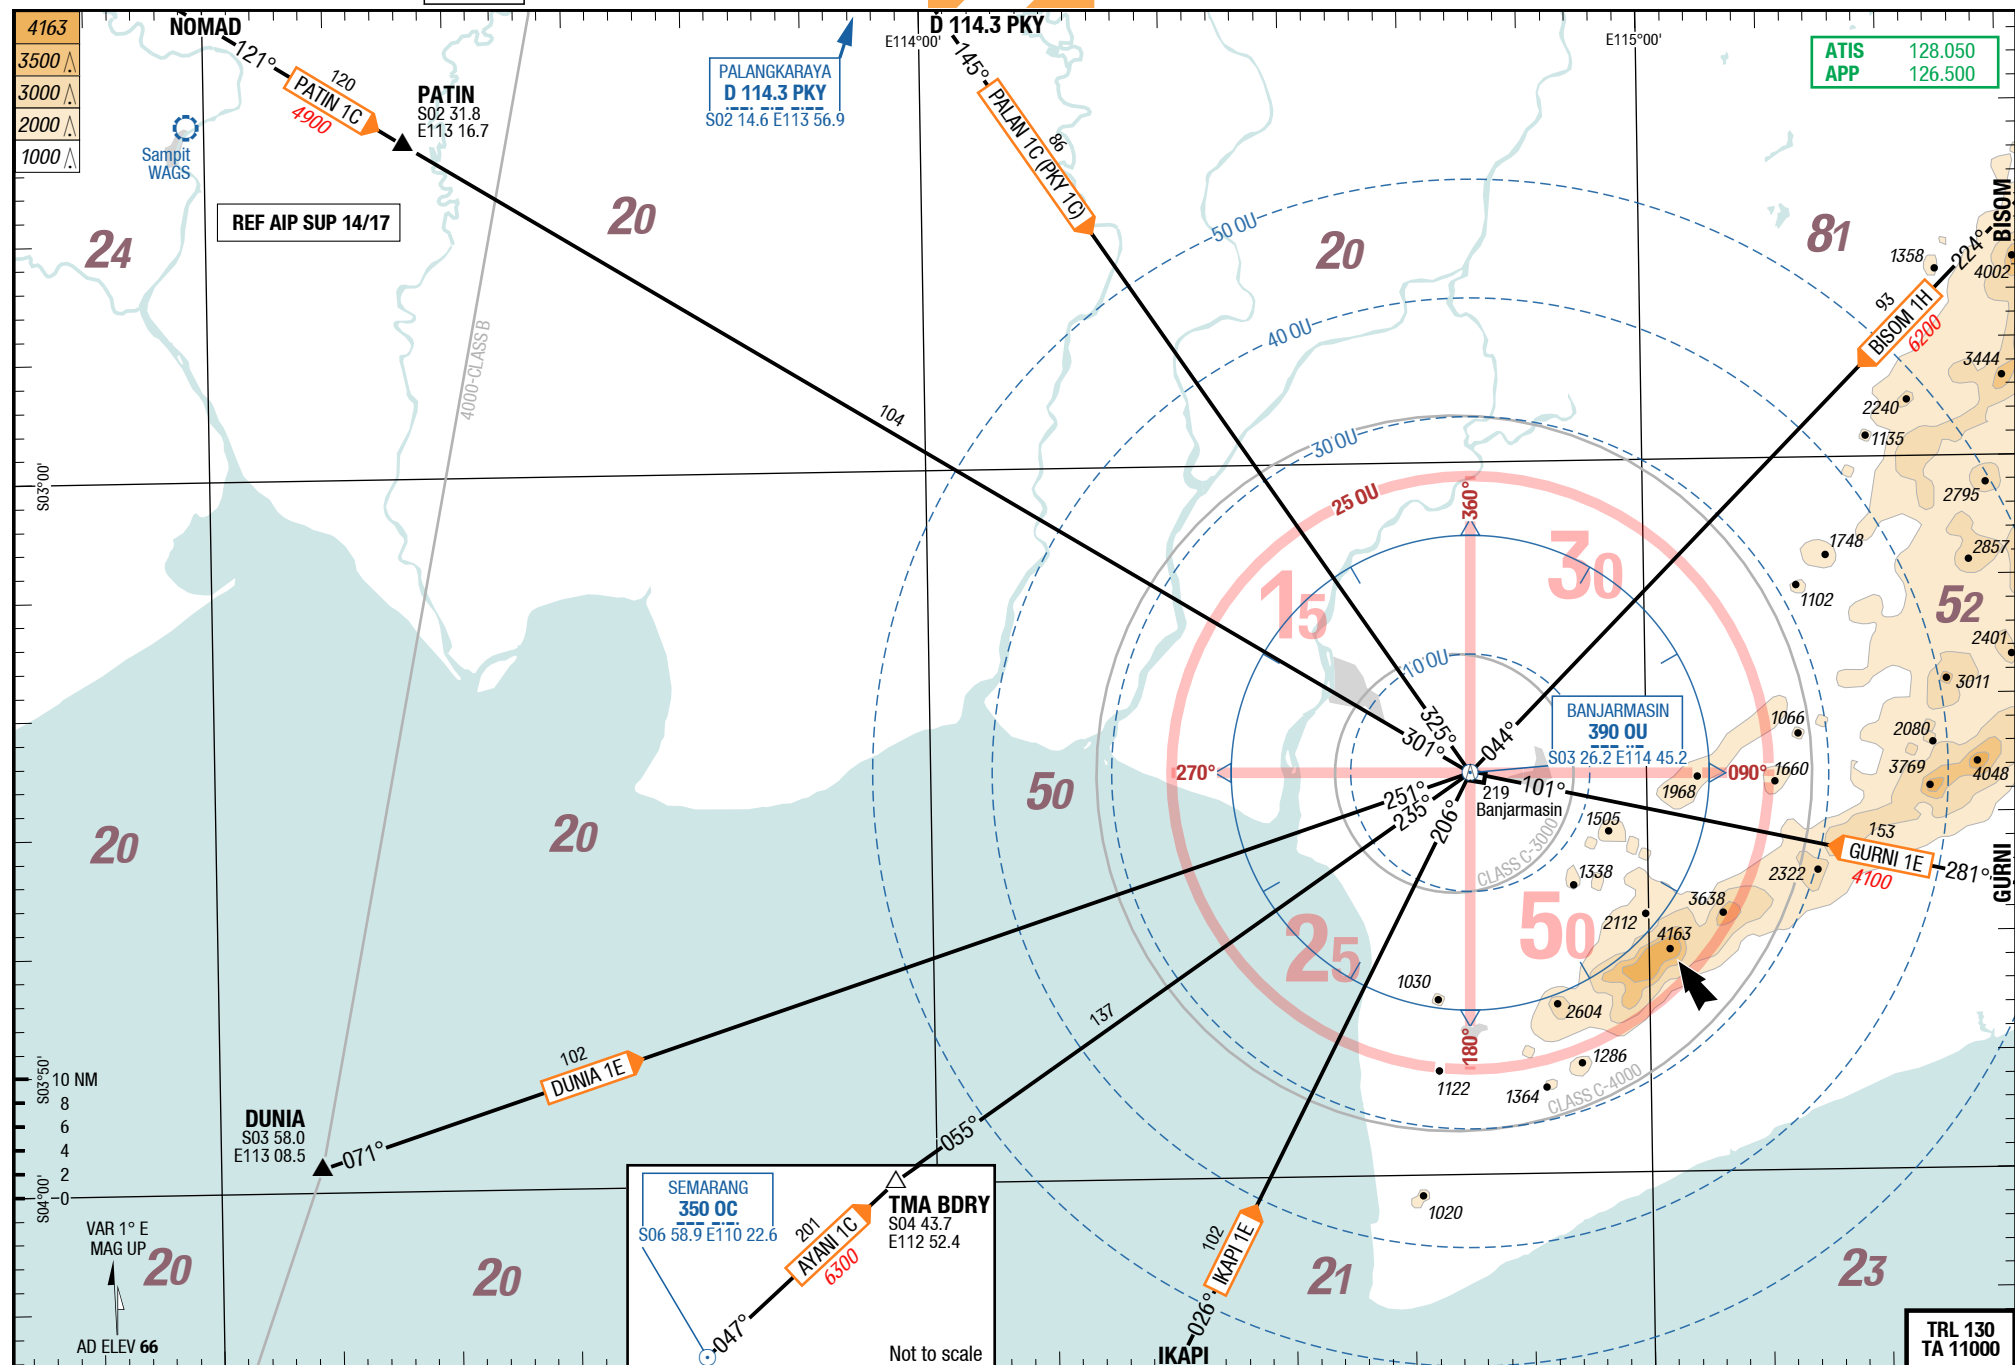 4163
3500
3000
2000
1000
NOMAD
121°
120
PATIN 1C
4900
PATIN
S02 31.8
E113 16.7
Sampit
WAGS
REF AIP SUP 14/17
24
20
4000-CLASS B
104
PALANGKARAYA
D 114.3 PKY
S02 14.6 E113 56.9
E114°00'
D 114.3 PKY
145°
86
PALAN 1C (PKY 1C)
E115°00'
ATIS 128.050
APP 126.500
50 OU
40 OU
30 OU
25 OU
10 OU
20
81
BISOM
224°
1358
4002
93
BISOM 1H
6200
3444
2240
1135
2795
1748
2857
1102
52
2401
3011
2080
3769
4048
1066
1660
1968
S03°00'
360°
30
15
325°
301°
044°
BANJARMASIN
390 OU
S03 26.2 E114 45.2
270°
090°
251°
235°
206°
219
Banjarmasin
101°
153
GURNI 1E
4100
281°
GURNI
CLASS C-3000
1505
1338
2322
2112
3638
4163
50
25
50
20
20
1030
2604
1286
1122
1364
180°
CLASS C-4000
1020
137
102
DUNIA 1E
DUNIA
S03 58.0
E113 08.5
071°
055°
S03°50'
10 NM
8
6
4
2
0
S04°00'
VAR 1° E
MAG UP
AD ELEV 66
20
20
SEMARANG
350 OC
S06 58.9 E110 22.6
201
AYANI 1C
6300
047°
TMA BDRY
S04 43.7
E112 52.4
Not to scale
102
IKAPI 1E
026°
IKAPI
21
23
TRL 130
TA 11000